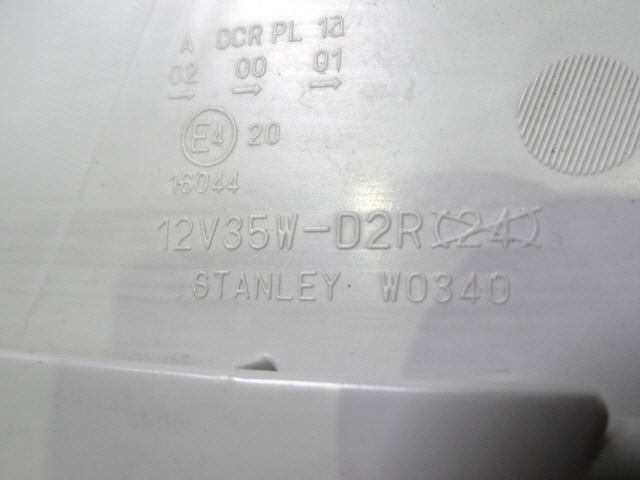 A DCR PL 1a
02 00 01
→ → →
E4 20
16044
12V35W-D2R(24)
STANLEY W0340